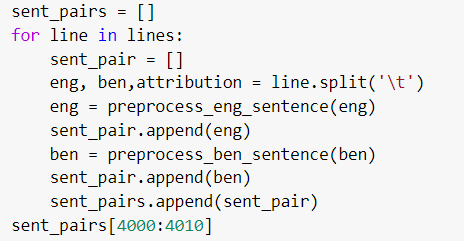 sent_pairs = []
for line in lines:
    sent_pair = []
    eng, ben,attribution = line.split('\t')
    eng = preprocess_eng_sentence(eng)
    sent_pair.append(eng)
    ben = preprocess_ben_sentence(ben)
    sent_pair.append(ben)
    sent_pairs.append(sent_pair)
sent_pairs[4000:4010]